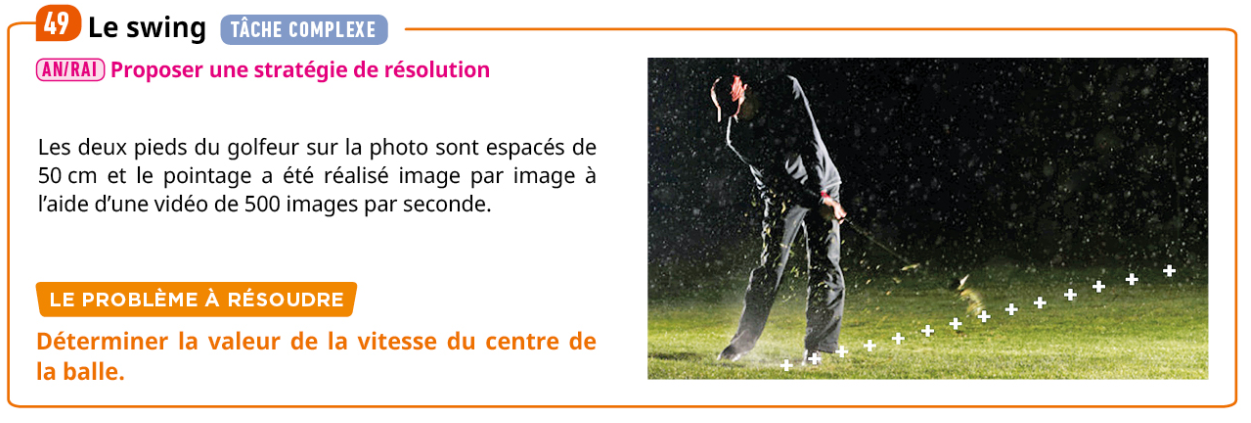 49 Le swing TÂCHE COMPLEXE
AN/RAI Proposer une stratégie de résolution
Les deux pieds du golfeur sur la photo sont espacés de
50 cm et le pointage a été réalisé image par image à
l’aide d’une vidéo de 500 images par seconde.
LE PROBLÈME À RÉSOUDRE
Déterminer la valeur de la vitesse du centre de
la balle.